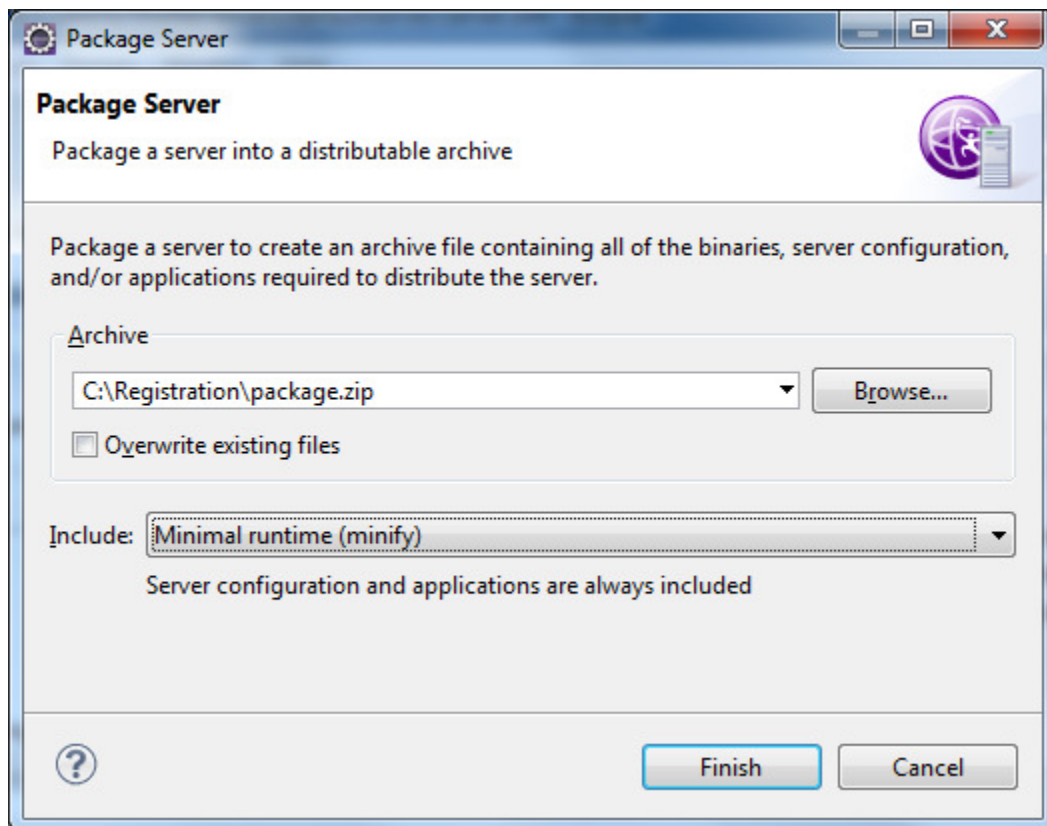 Package Server
Package Server
Package a server into a distributable archive
Package a server to create an archive file containing all of the binaries, server configuration,
and/or applications required to distribute the server.
Archive
C:\Registration\package.zip
Browse...
Overwrite existing files
Include: Minimal runtime (minify)
Server configuration and applications are always included
?
Finish Cancel